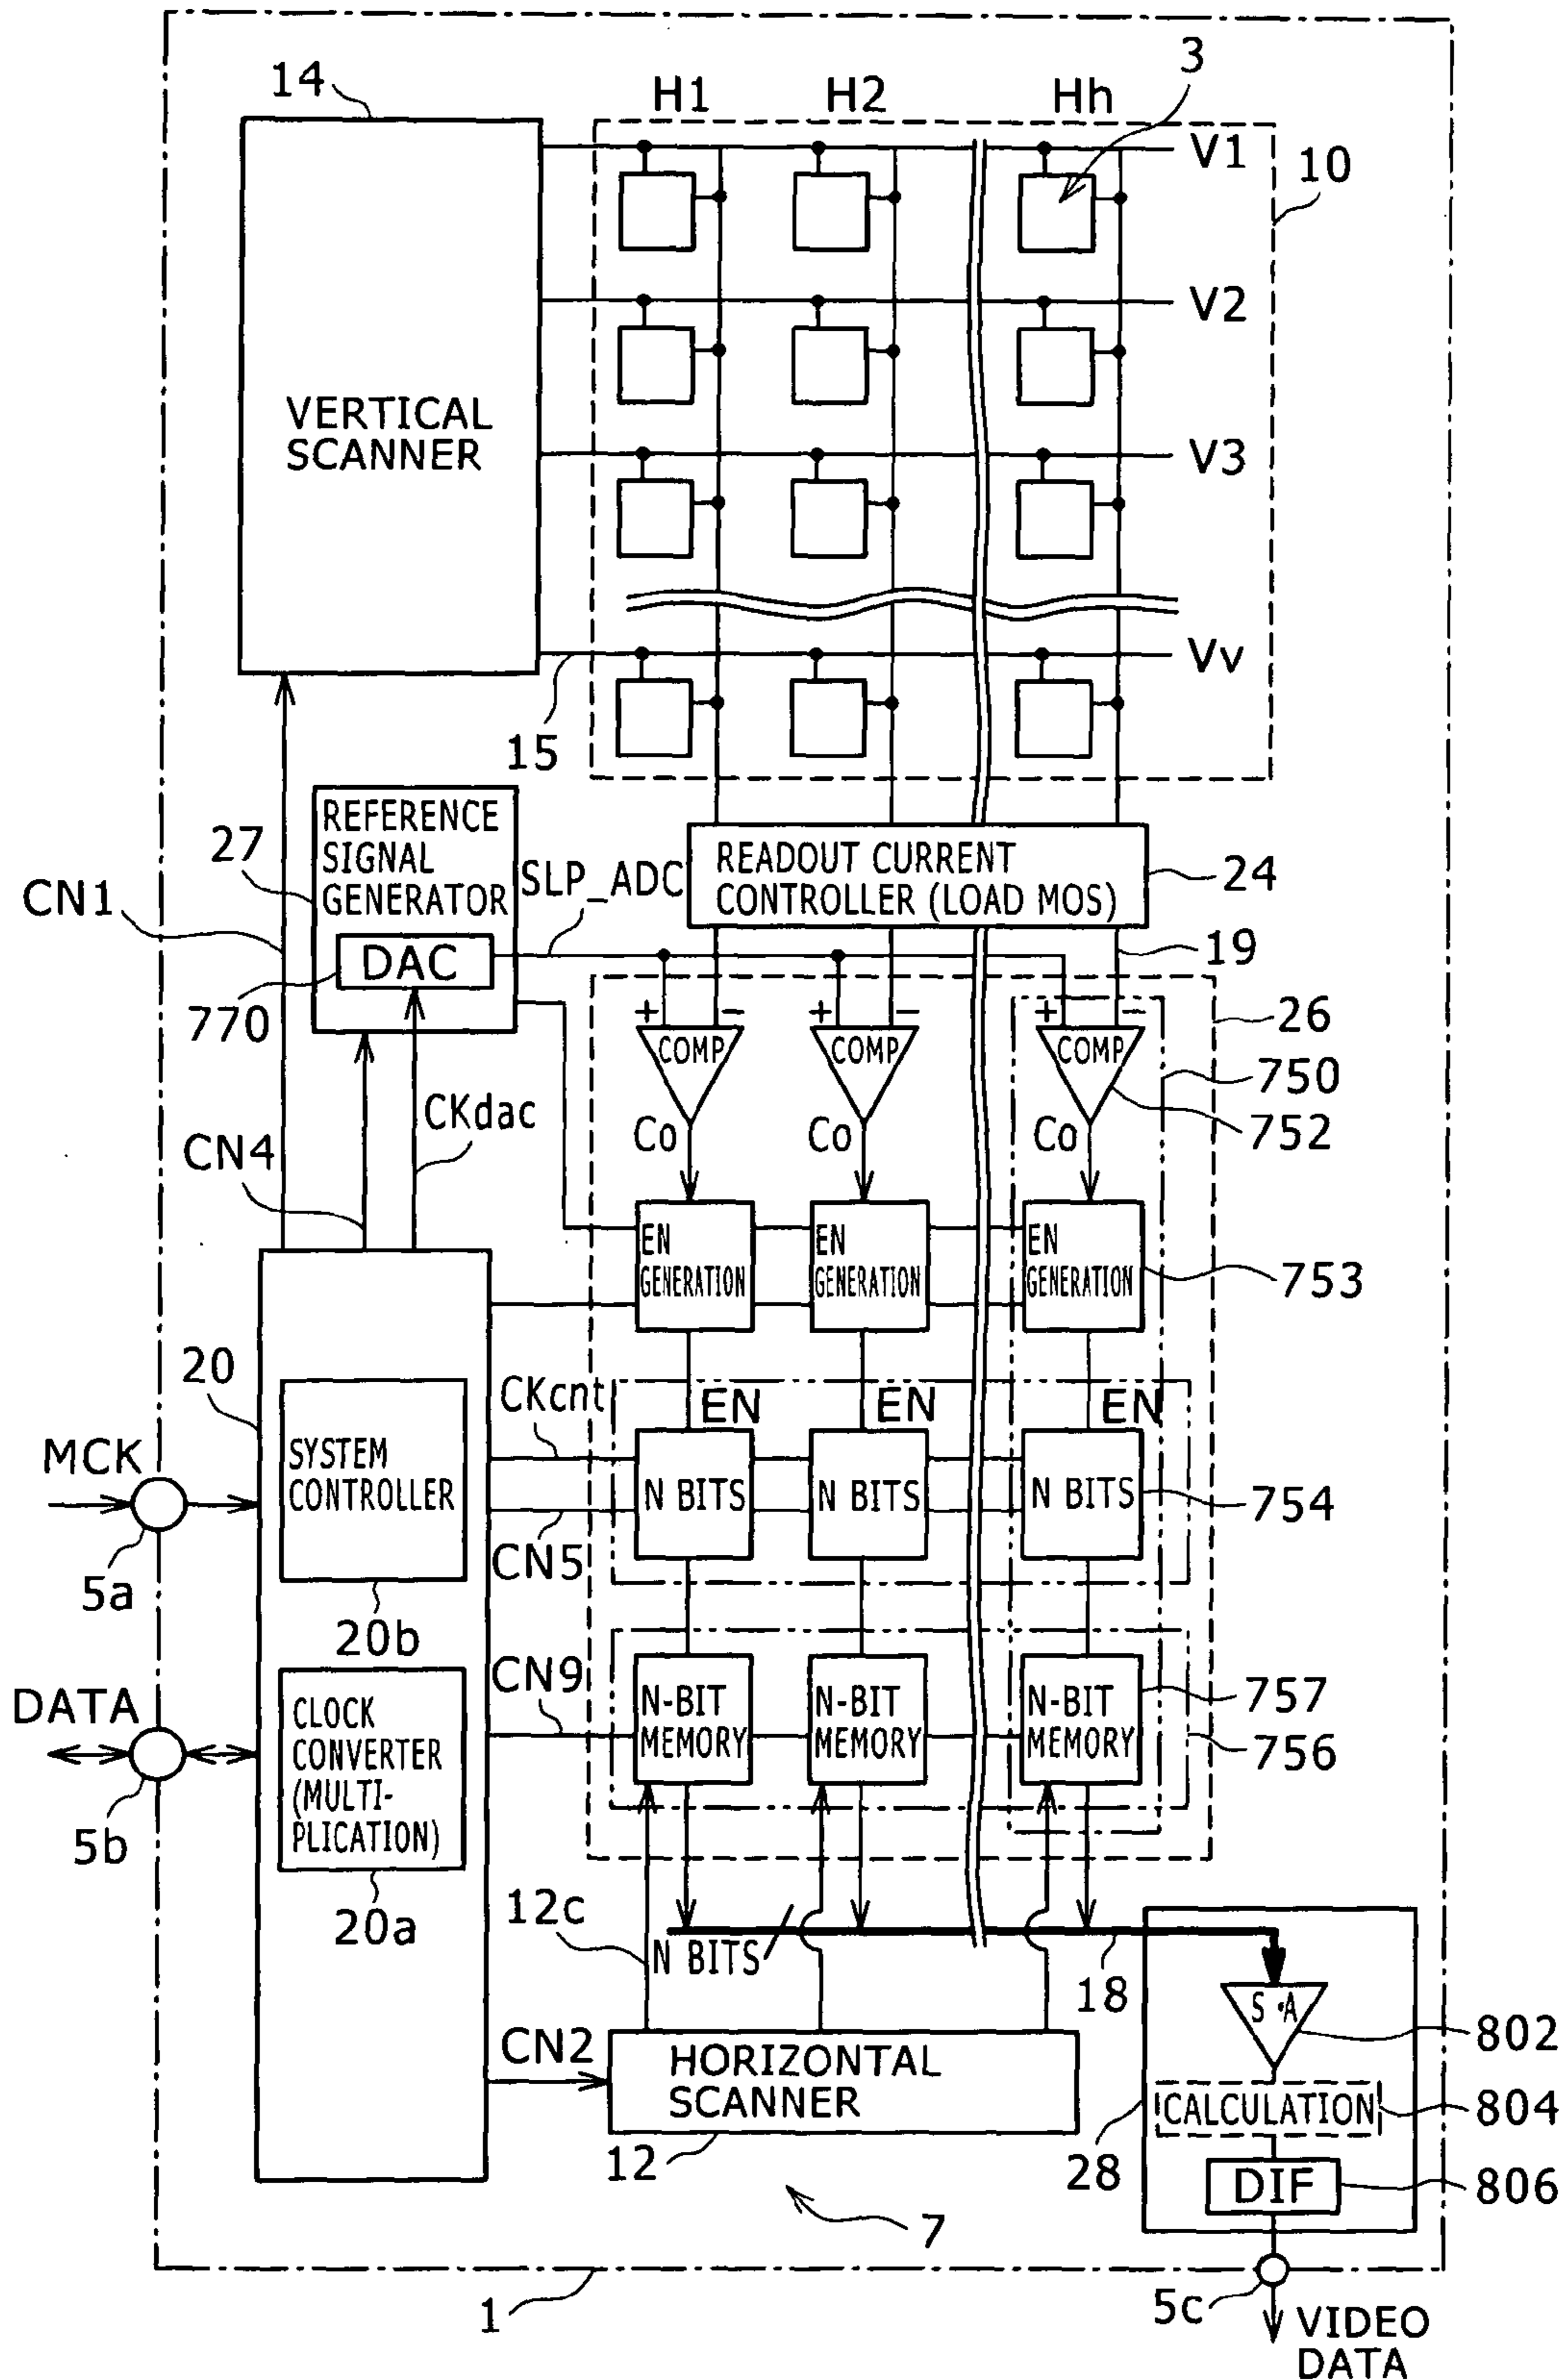 14
H1
H2
Hh
3
V1
10
V2
VERTICAL
SCANNER
V3
Vv
15
REFERENCE
SIGNAL
GENERATOR
27
SLP_ADC
READOUT CURRENT
CONTROLLER (LOAD MOS)
24
CN1
DAC
19
770
+
-
+
-
+
-
26
COMP
COMP
COMP
750
CKdac
Co
Co
Co
752
CN4
EN
GENERATION
EN
GENERATION
EN
GENERATION
753
20
CKcnt
EN
EN
EN
MCK
SYSTEM
CONTROLLER
N BITS
N BITS
N BITS
754
CN5
5a
20b
CN9
DATA
CLOCK
CONVERTER
(MULTI-
PLICATION)
N-BIT
MEMORY
N-BIT
MEMORY
N-BIT
MEMORY
757
756
5b
20a
12c
N BITS
18
S·A
802
CN2
HORIZONTAL
SCANNER
CALCULATION
804
12
28
DIF
806
7
1
5c
VIDEO
DATA